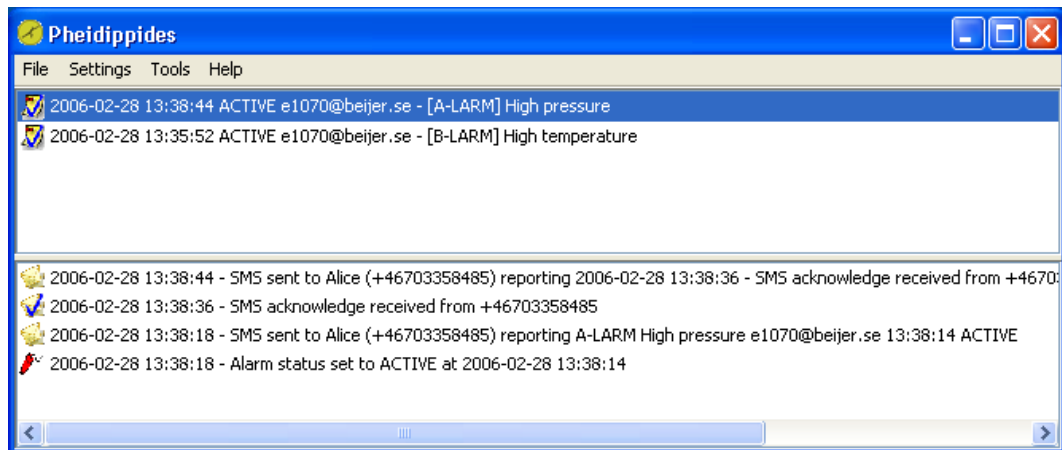 Pheidippides
File Settings Tools Help
2006-02-28 13:38:44 ACTIVE e1070@beijer.se - [A-LARM] High pressure
2006-02-28 13:35:52 ACTIVE e1070@beijer.se - [B-LARM] High temperature
2006-02-28 13:38:44 - SMS sent to Alice (+46703358485) reporting 2006-02-28 13:38:36 - SMS acknowledge received from +4670
2006-02-28 13:38:36 - SMS acknowledge received from +46703358485
2006-02-28 13:38:18 - SMS sent to Alice (+46703358485) reporting A-LARM High pressure e1070@beijer.se 13:38:14 ACTIVE
2006-02-28 13:38:18 - Alarm status set to ACTIVE at 2006-02-28 13:38:14